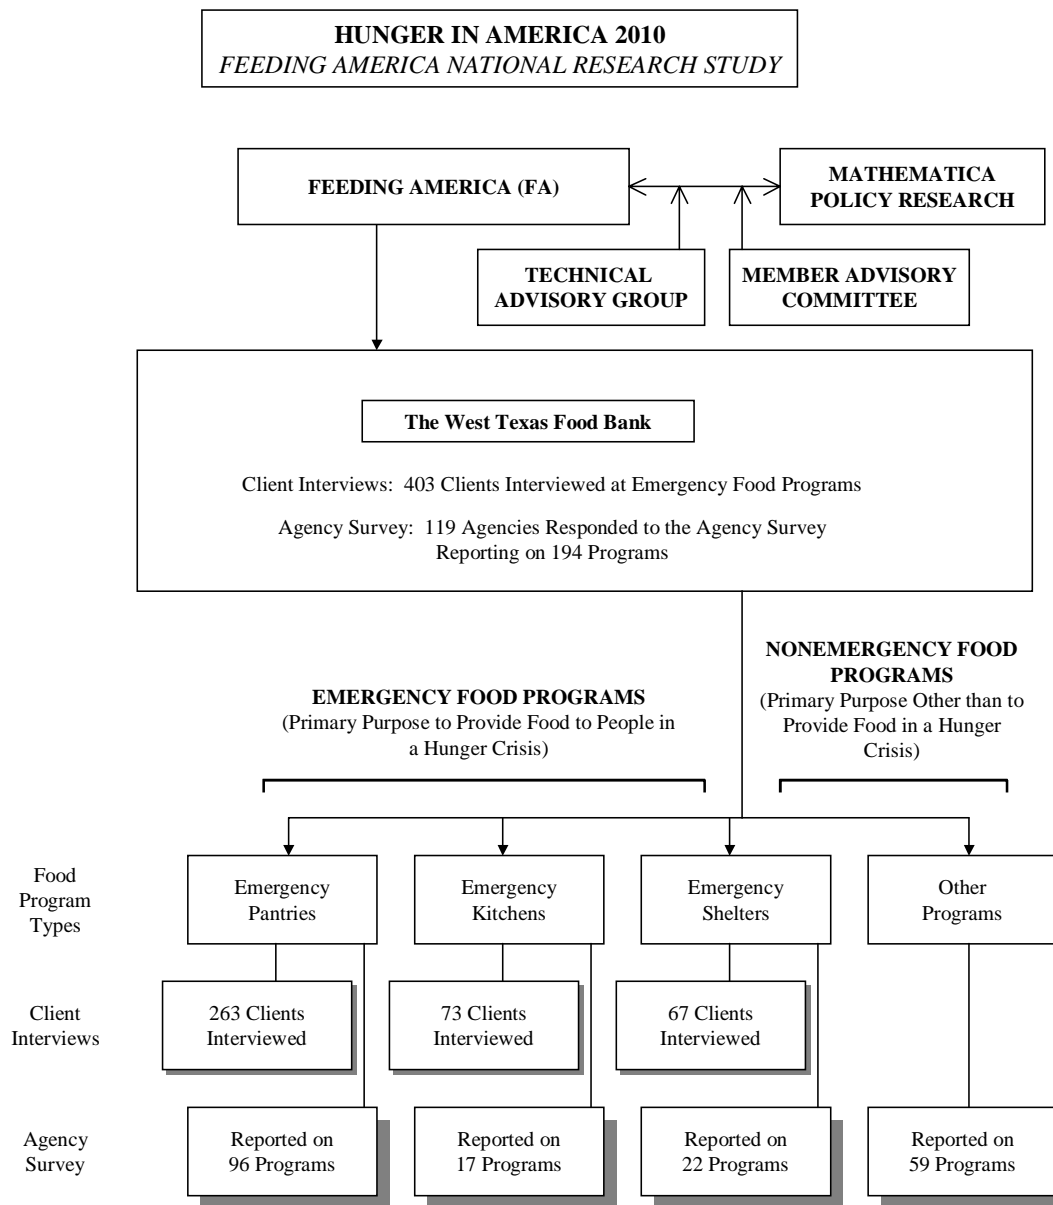 HUNGER IN AMERICA 2010
FEEDING AMERICA NATIONAL RESEARCH STUDY
FEEDING AMERICA (FA)
MATHEMATICA
POLICY RESEARCH
TECHNICAL
ADVISORY GROUP
MEMBER ADVISORY
COMMITTEE
The West Texas Food Bank
Client Interviews: 403 Clients Interviewed at Emergency Food Programs
Agency Survey: 119 Agencies Responded to the Agency Survey
Reporting on 194 Programs
EMERGENCY FOOD PROGRAMS
(Primary Purpose to Provide Food to People in
a Hunger Crisis)
NONEMERGENCY FOOD
PROGRAMS
(Primary Purpose Other than to
Provide Food in a Hunger
Crisis)
Food
Program
Types
Emergency
Pantries
Emergency
Kitchens
Emergency
Shelters
Other
Programs
Client
Interviews
263 Clients
Interviewed
73 Clients
Interviewed
67 Clients
Interviewed
Agency
Survey
Reported on
96 Programs
Reported on
17 Programs
Reported on
22 Programs
Reported on
59 Programs